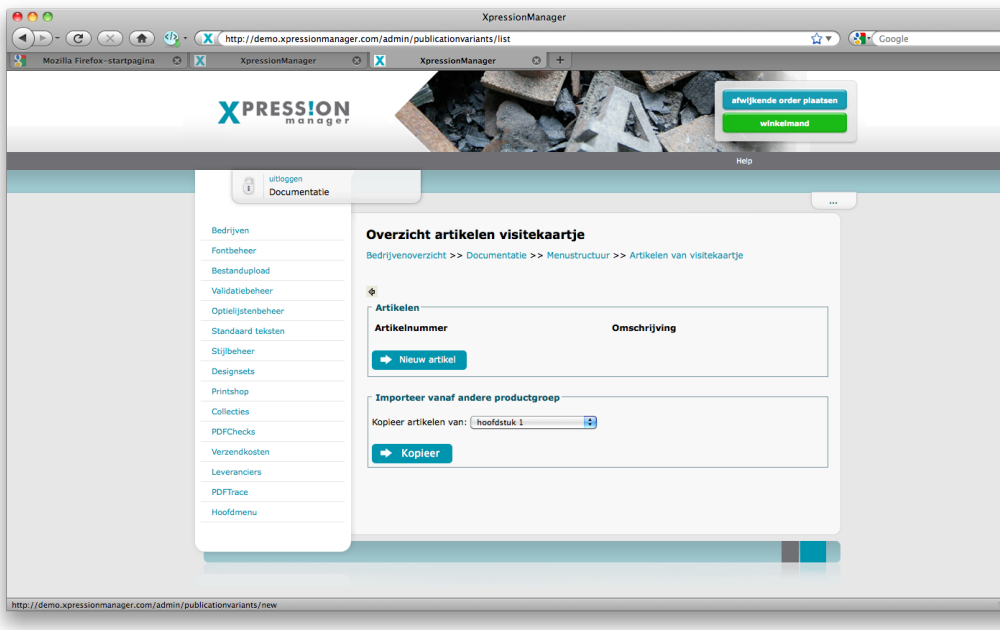 XpressionManager
http://demo.xpressionmanager.com/admin/publicationvariants/list
Google
Mozilla Firefox-startpagina
XpressionManager
XpressionManager
XPRESS!ON
manager
afwijkende order plaatsen
winkelmand
Help
uitloggen
Documentatie
...
Bedrijven
Fontbeheer
Bestandupload
Validatiebeheer
Optielijstenbeheer
Standaard teksten
Stijlbeheer
Designsets
Printshop
Collecties
PDFChecks
Verzendkosten
Leveranciers
PDFTrace
Hoofdmenu
Overzicht artikelen visitekaartje
Bedrijvenoverzicht >> Documentatie >> Menustructuur >> Artikelen van visitekaartje
Artikelen
Artikelnummer Omschrijving
Nieuw artikel
Importeer vanaf andere productgroep
Kopieer artikelen van: hoofdstuk 1
Kopieer
http://demo.xpressionmanager.com/admin/publicationvariants/new